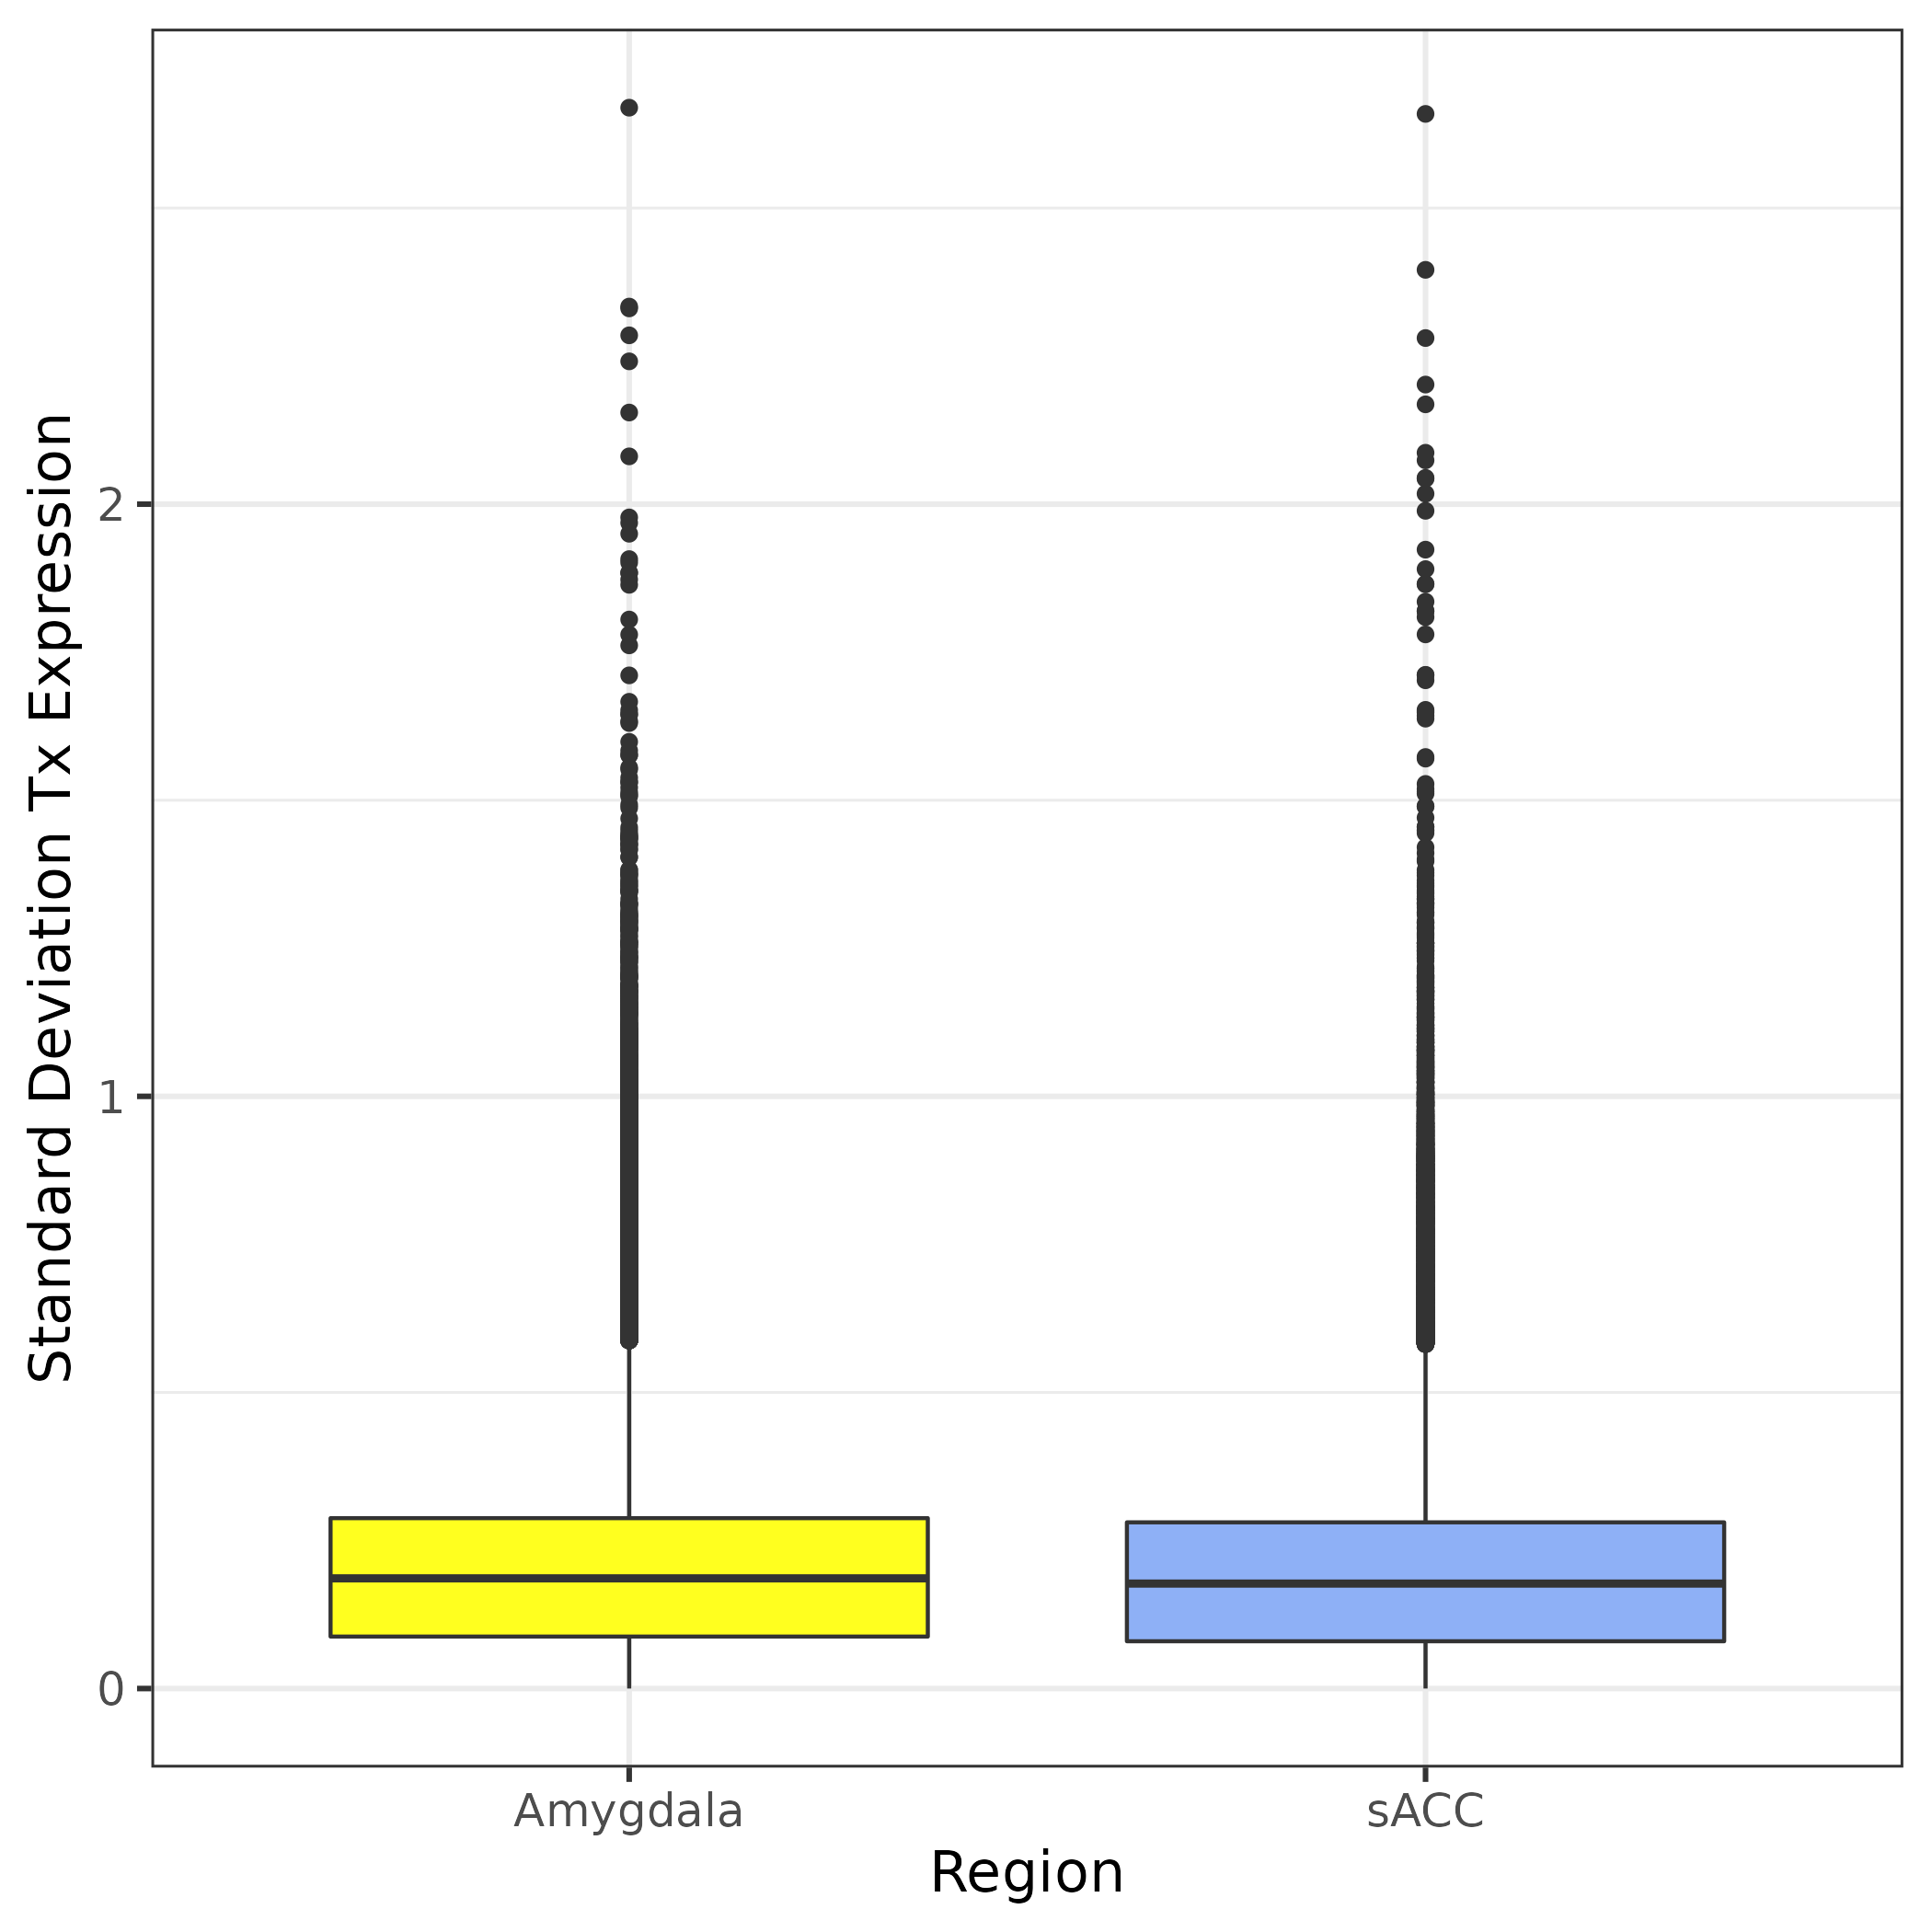 Standard Deviation Tx Expression
2
1
0
Amygdala
sACC
Region